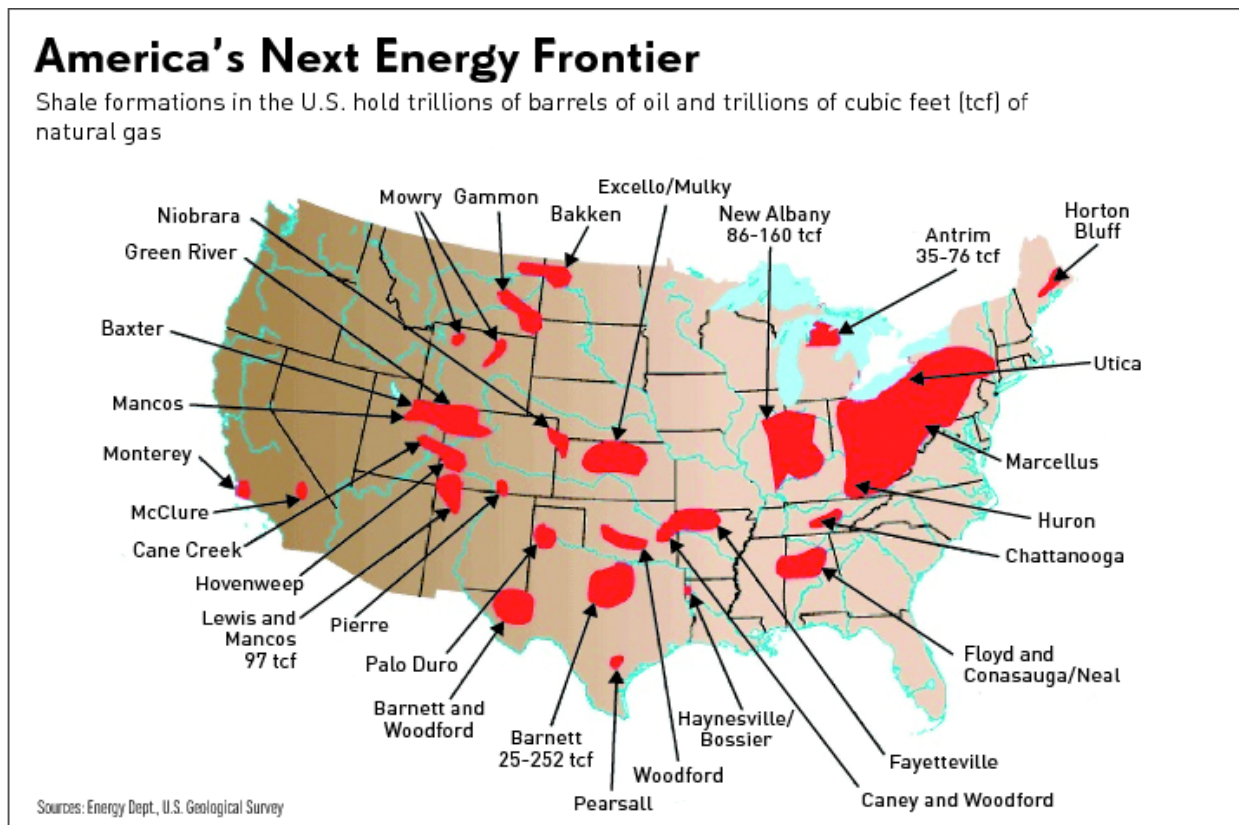 America's Next Energy Frontier
Shale formations in the U.S. hold trillions of barrels of oil and trillions of cubic feet (tcf) of
natural gas
Niobrara
Green River
Baxter
Mancos
Monterey
McClure
Cane Creek
Hovenweep
Lewis and
Mancos
97 tcf
Pierre
Palo Duro
Barnett and
Woodford
Barnett
25-252 tcf
Pearsall
Woodford
Haynesville/
Bossier
Caney and Woodford
Fayetteville
Floyd and
Conasauga/Neal
Chattanooga
Huron
Marcellus
Utica
Horton
Bluff
Antrim
35-76 tcf
New Albany
86-160 tcf
Excello/Mulky
Bakken
Gammon
Mowry
Sources: Energy Dept., U.S. Geological Survey